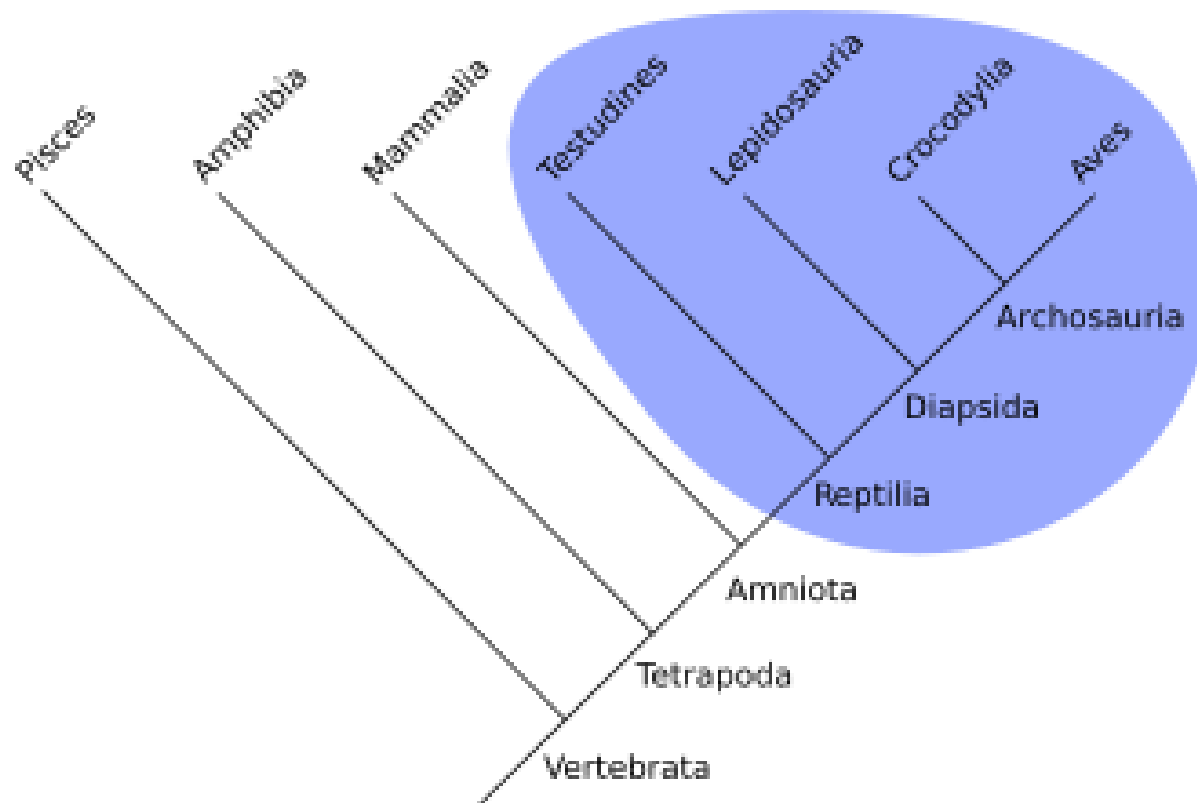 Pisces
Amphibia
Mammalia
Testudines
Lepidosauria
Crocodylia
Aves
Archosauria
Diapsida
Reptilia
Amniota
Tetrapoda
Vertebrata